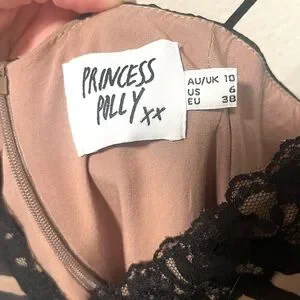 PRINCESS
POLLY xx
AU/UK 10
US 6
EU 38